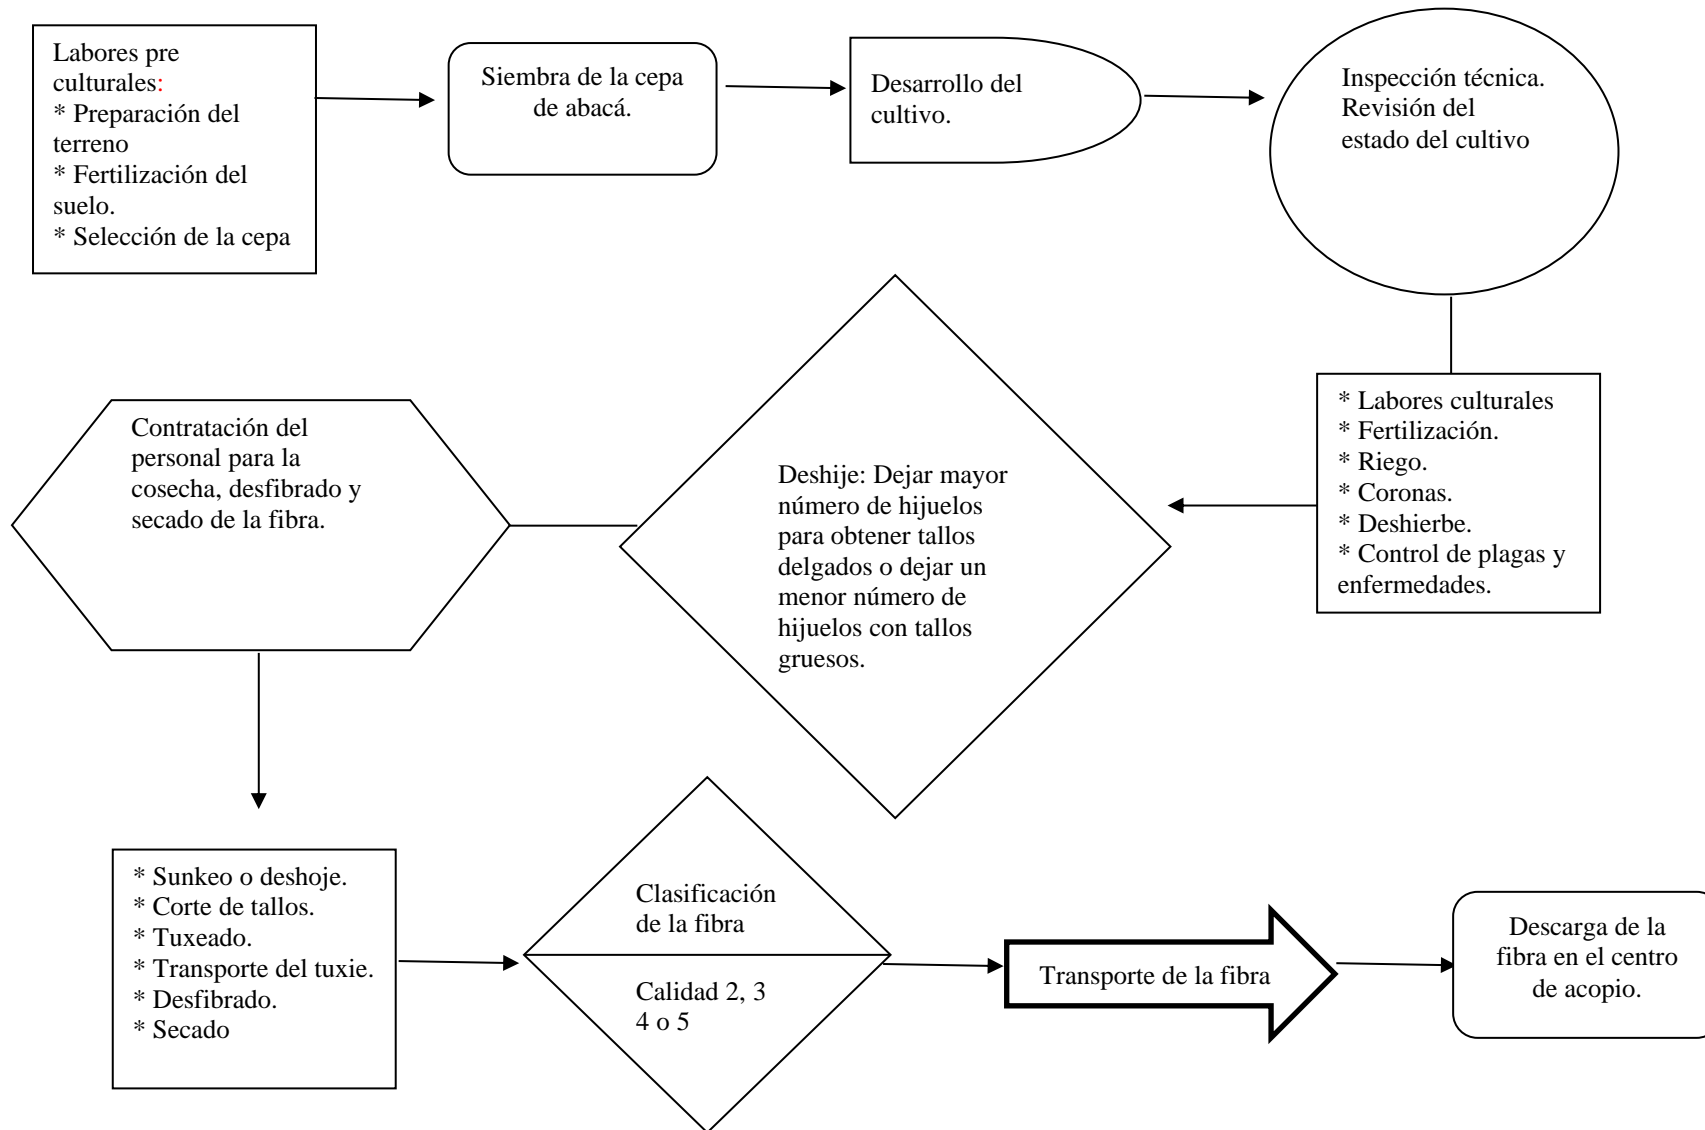 Labores pre
culturales:
* Preparación del
terreno
* Fertilización del
suelo.
* Selección de la cepa
Siembra de la cepa
de abacá.
Desarrollo del
cultivo.
Inspección técnica.
Revisión del
estado del cultivo
* Labores culturales
* Fertilización.
* Riego.
* Coronas.
* Deshierbe.
* Control de plagas y
enfermedades.
Deshije: Dejar mayor
número de hijuelos
para obtener tallos
delgados o dejar un
menor número de
hijuelos con tallos
gruesos.
Contratación del
personal para la
cosecha, desfibrado y
secado de la fibra.
* Sunkeo o deshoje.
* Corte de tallos.
* Tuxeado.
* Transporte del tuxie.
* Desfibrado.
* Secado
Clasificación
de la fibra
Calidad 2, 3
4 o 5
Transporte de la fibra
Descarga de la
fibra en el centro
de acopio.